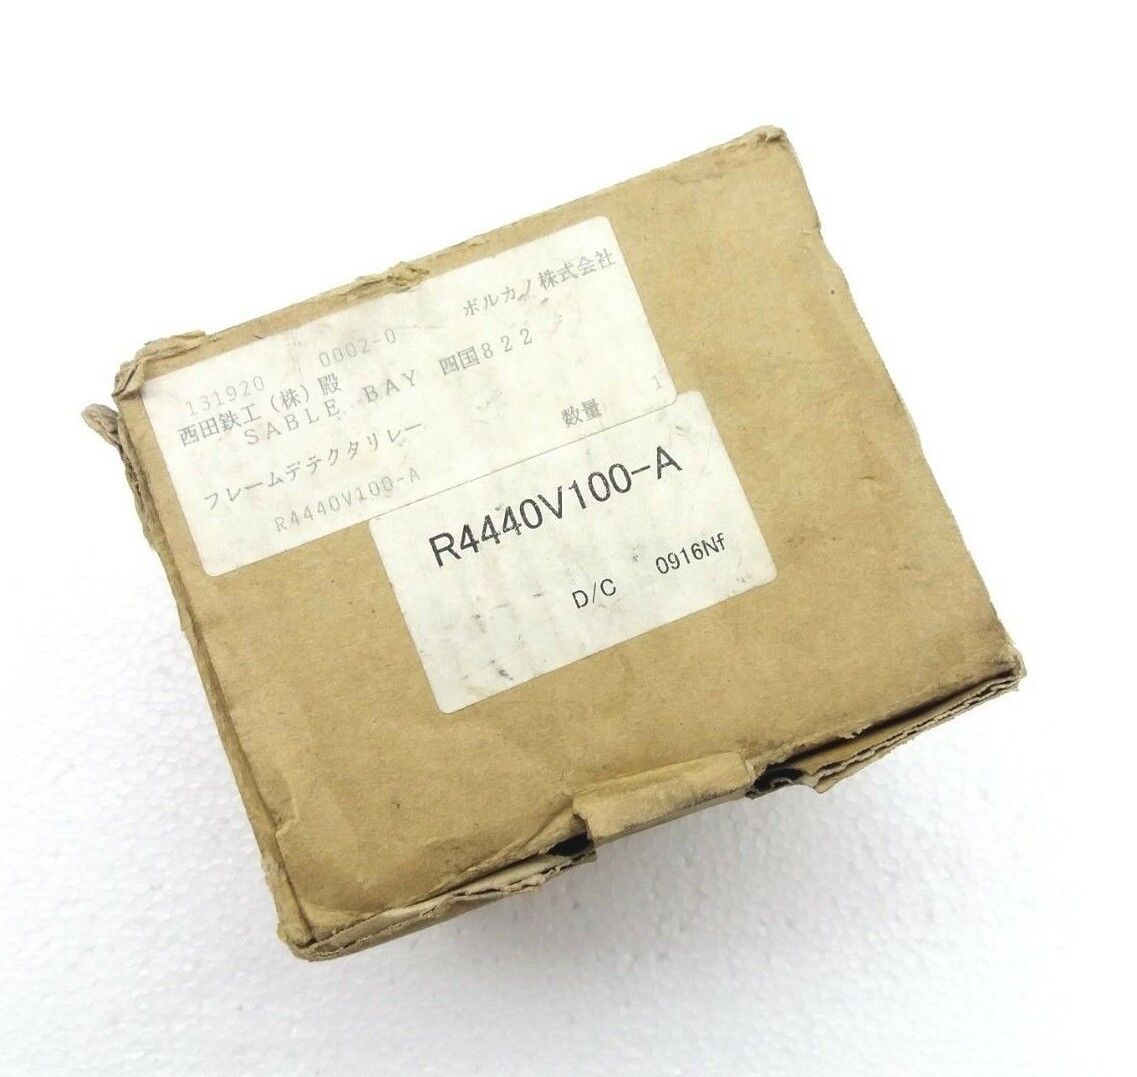 131920 0002-0 ボルカノ株式会社
西田鉄工(株)殿
SABLE BAY 四国822
フレームデテクタリレー 数量 1
R4440V100-A
R4440V100-A
D/C 0916Nf